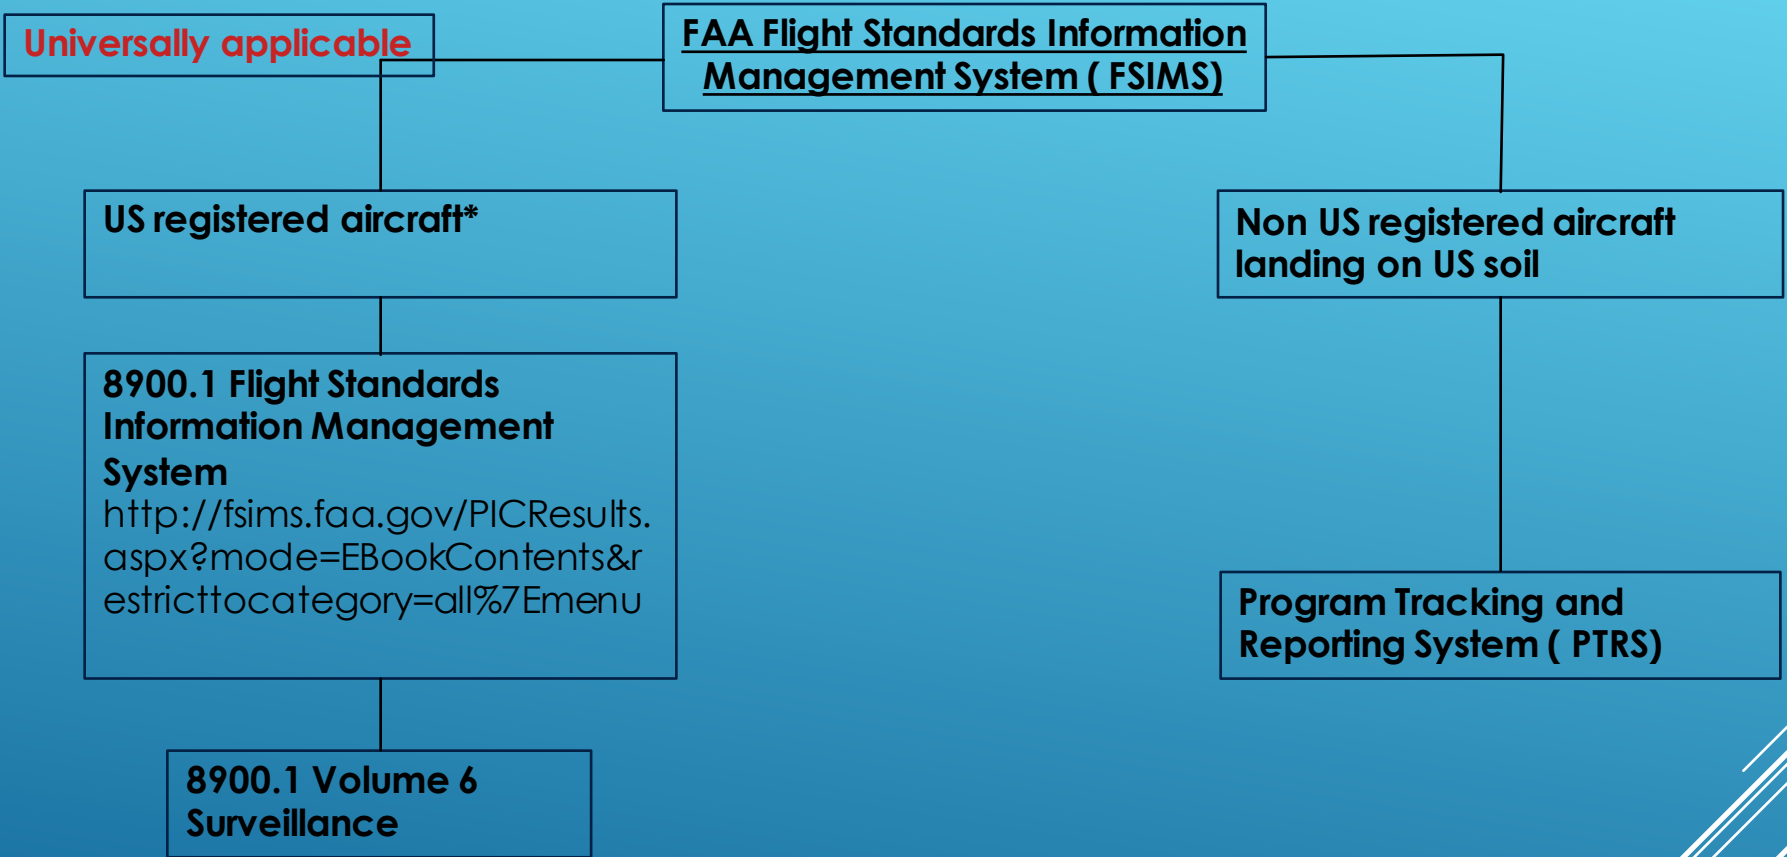 Universally applicable
FAA Flight Standards Information
Management System ( FSIMS)
US registered aircraft*
Non US registered aircraft
landing on US soil
8900.1 Flight Standards
Information Management
System
http://fsims.faa.gov/PICResults.
aspx?mode=EBookContents&r
estricttocategory=all%7Emenu
Program Tracking and
Reporting System ( PTRS)
8900.1 Volume 6
Surveillance